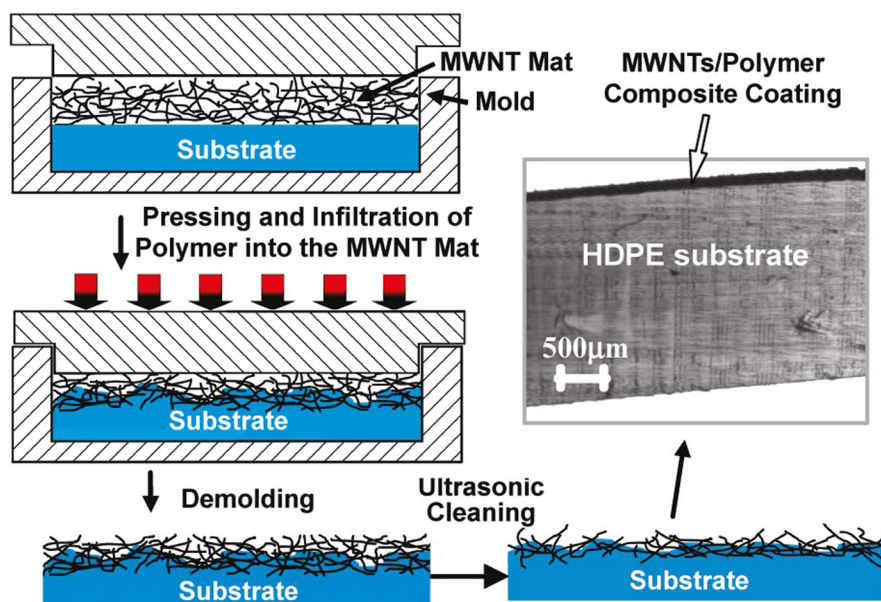 MWNT Mat
Mold
Substrate
Pressing and Infiltration of
Polymer into the MWNT Mat
Substrate
Demolding
Substrate
Ultrasonic
Cleaning
MWNTs/Polymer
Composite Coating
HDPE substrate
500μm
Substrate